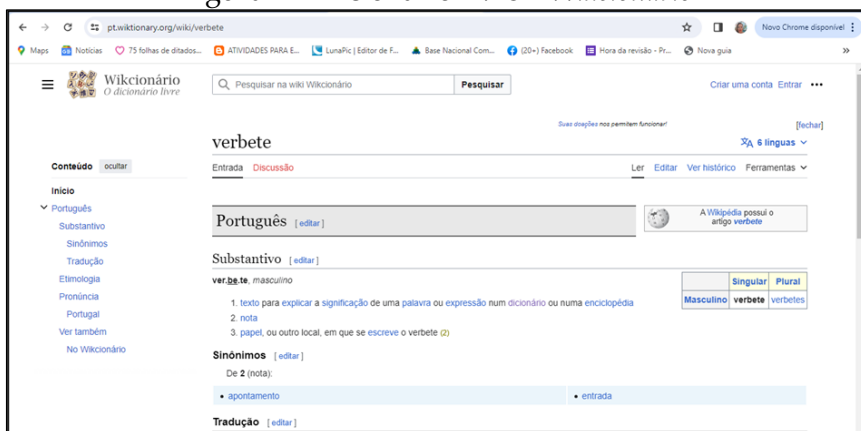 pt.wiktionary.org/wiki/verbete
Novo Chrome disponível
Maps Notícias 75 folhas de ditados... ATIVIDADES PARA E... LunaPic | Editor de F... Base Nacional Com... (20+) Facebook Hora da revisão - Pr... Nova guia »
Wikcionário
O dicionário livre
Pesquisar na wiki Wikcionário Pesquisar
Criar uma conta Entrar
Suas doações nos permitem funcionar! [fechar]
verbete
6 línguas
Conteúdo ocultar
Entrada Discussão Ler Editar Ver histórico Ferramentas
Início
Português
Substantivo
Sinônimos
Tradução
Etimologia
Pronúncia
Portugal
Ver também
No Wikcionário
Português [ editar ]
A Wikipédia possui o
artigo verbete
Substantivo [ editar ]
ver.be.te, masculino
Singular Plural
Masculino verbete verbetes
1. texto para explicar a significação de uma palavra ou expressão num dicionário ou numa enciclopédia
2. nota
3. papel, ou outro local, em que se escreve o verbete (2)
Sinônimos [ editar ]
De 2 (nota):
• apontamento • entrada
Tradução [ editar ]